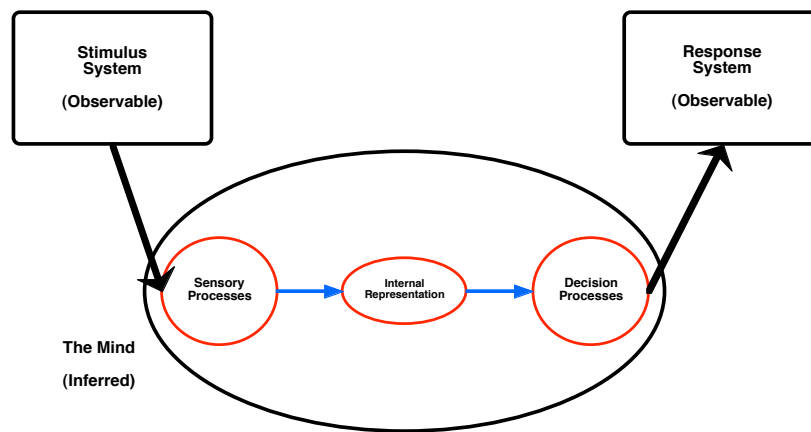 Stimulus
System
(Observable)
Response
System
(Observable)
Sensory
Processes
Internal
Representation
Decision
Processes
The Mind
(Inferred)